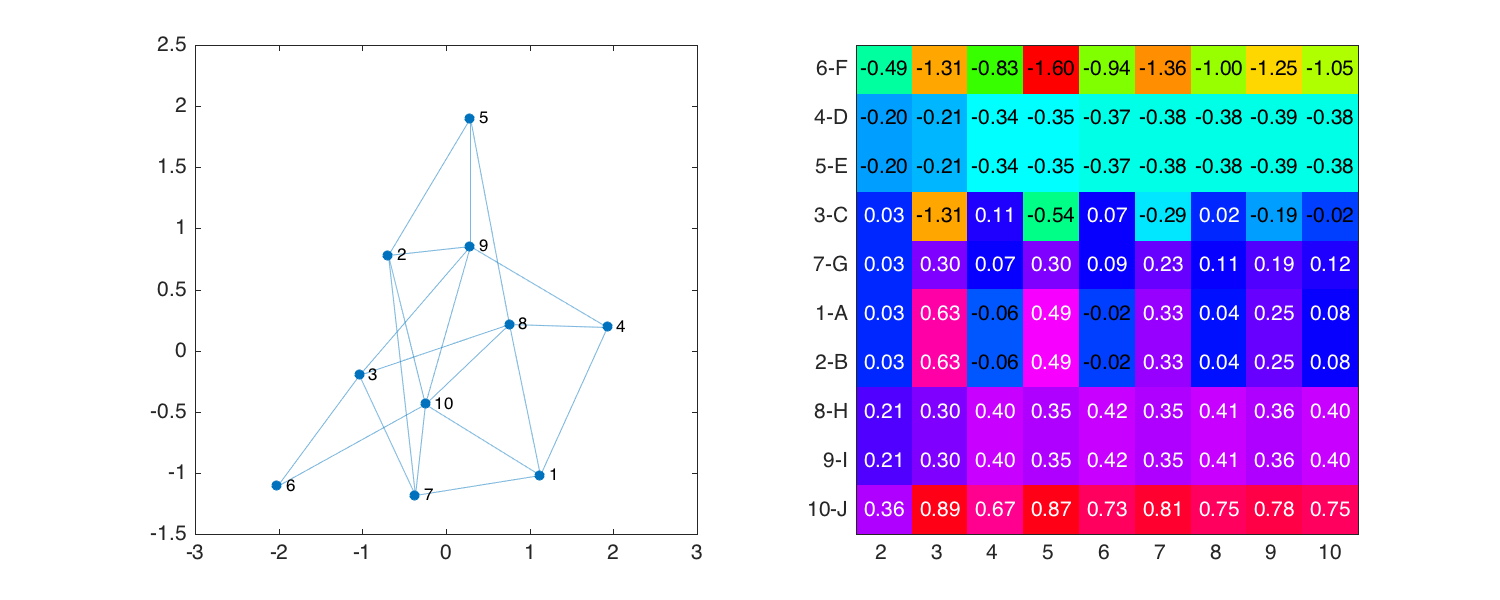 2.5
2
1.5
1
0.5
0
-0.5
-1
-1.5
-3 -2 -1 0 1 2 3
5
2 9
8 4
3
10
1
6 7
6-F -0.49 -1.31 -0.83 -1.60 -0.94 -1.36 -1.00 -1.25 -1.05
4-D -0.20 -0.21 -0.34 -0.35 -0.37 -0.38 -0.38 -0.39 -0.38
5-E -0.20 -0.21 -0.34 -0.35 -0.37 -0.38 -0.38 -0.39 -0.38
3-C 0.03 -1.31 0.11 -0.54 0.07 -0.29 0.02 -0.19 -0.02
7-G 0.03 0.30 0.07 0.30 0.09 0.23 0.11 0.19 0.12
1-A 0.03 0.63 -0.06 0.49 -0.02 0.33 0.04 0.25 0.08
2-B 0.03 0.63 -0.06 0.49 -0.02 0.33 0.04 0.25 0.08
8-H 0.21 0.30 0.40 0.35 0.42 0.35 0.41 0.36 0.40
9-I 0.21 0.30 0.40 0.35 0.42 0.35 0.41 0.36 0.40
10-J 0.36 0.89 0.67 0.87 0.73 0.81 0.75 0.78 0.75
2 3 4 5 6 7 8 9 10